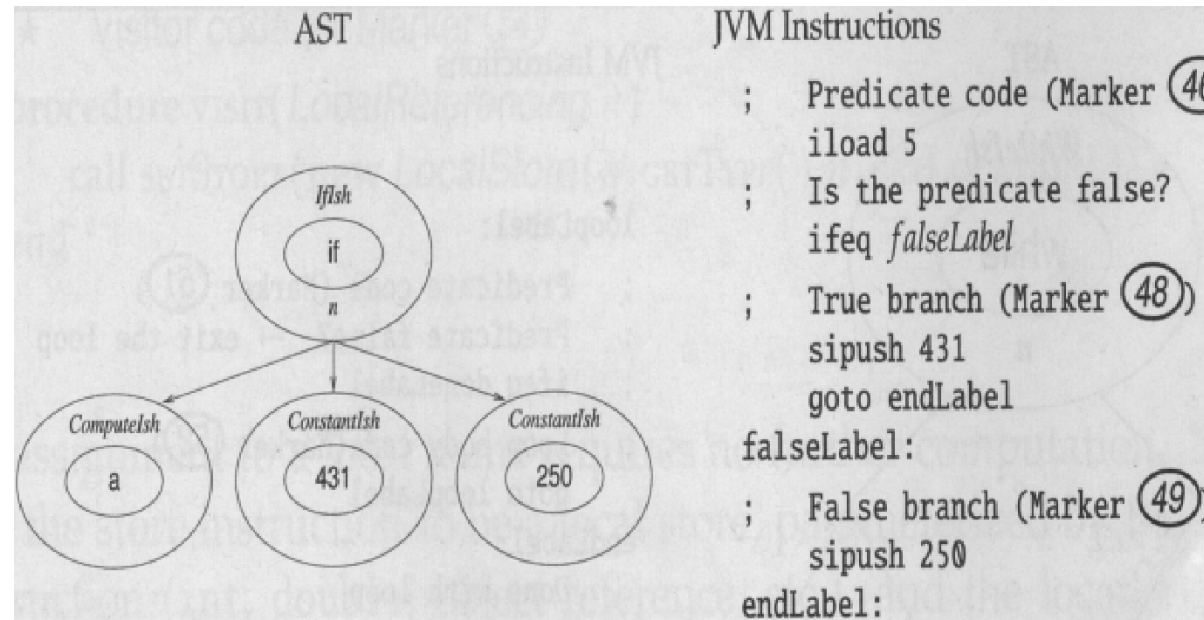 AST
JVM Instructions
; Predicate code (Marker 46
iload 5
; Is the predicate false?
ifeq falseLabel
; True branch (Marker 48)
sipush 431
goto endLabel
falseLabel:
; False branch (Marker 49)
sipush 250
endLabel:
IfIsh
if
n
ComputeIsh
a
ConstantIsh
431
ConstantIsh
250